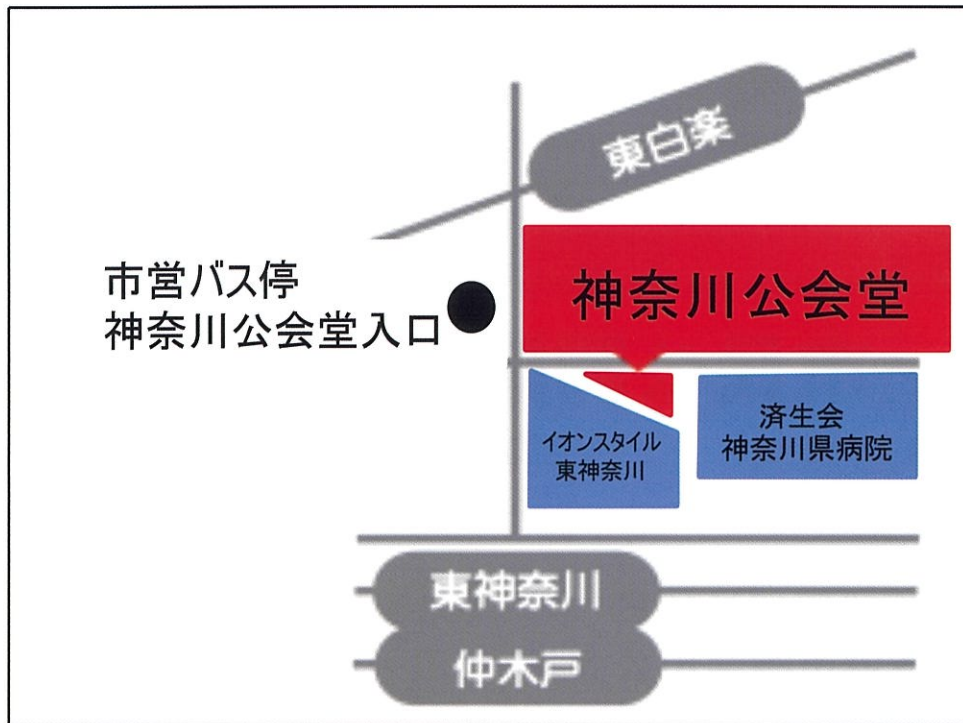 東白楽
市営バス停
神奈川公会堂入口
神奈川公会堂
イオンスタイル
東神奈川
済生会
神奈川県病院
東神奈川
仲木戸